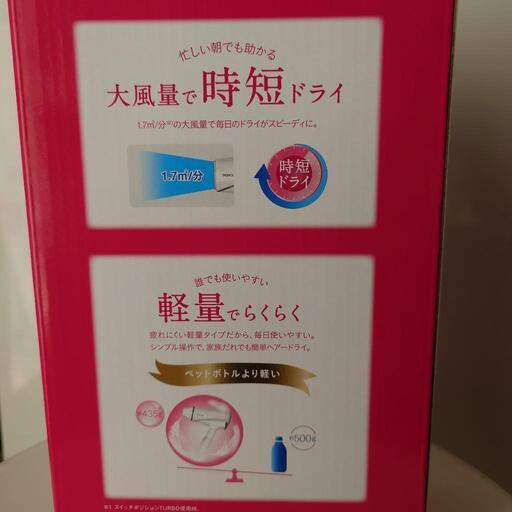 忙しい朝でも助かる
大風量で時短ドライ
1.7㎥/分※1の大風量で毎日のドライがスピーディに。
1.7㎥/分
時短
ドライ
誰でも使いやすい
軽量でらくらく
疲れにくい軽量タイプだから、毎日使いやすい。
シンプル操作で、家族だれでも簡単ヘアードライ。
ペットボトルより軽い
約435g
約500g
※1 スイッチポジションTURBO使用時。